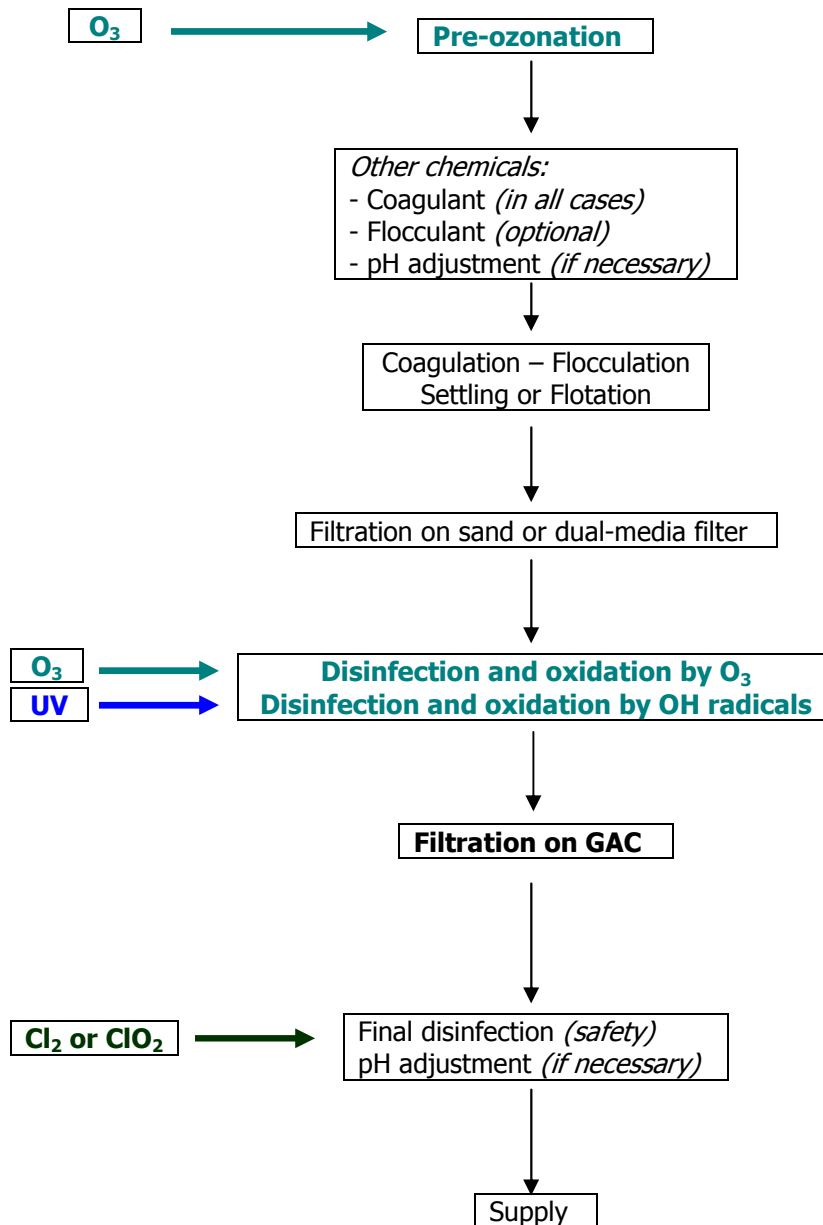 O₃
Pre-ozonation
Other chemicals:
- Coagulant (in all cases)
- Flocculant (optional)
- pH adjustment (if necessary)
Coagulation – Flocculation
Settling or Flotation
Filtration on sand or dual-media filter
O₃
UV
Disinfection and oxidation by O₃
Disinfection and oxidation by OH radicals
Filtration on GAC
Cl₂ or ClO₂
Final disinfection (safety)
pH adjustment (if necessary)
Supply